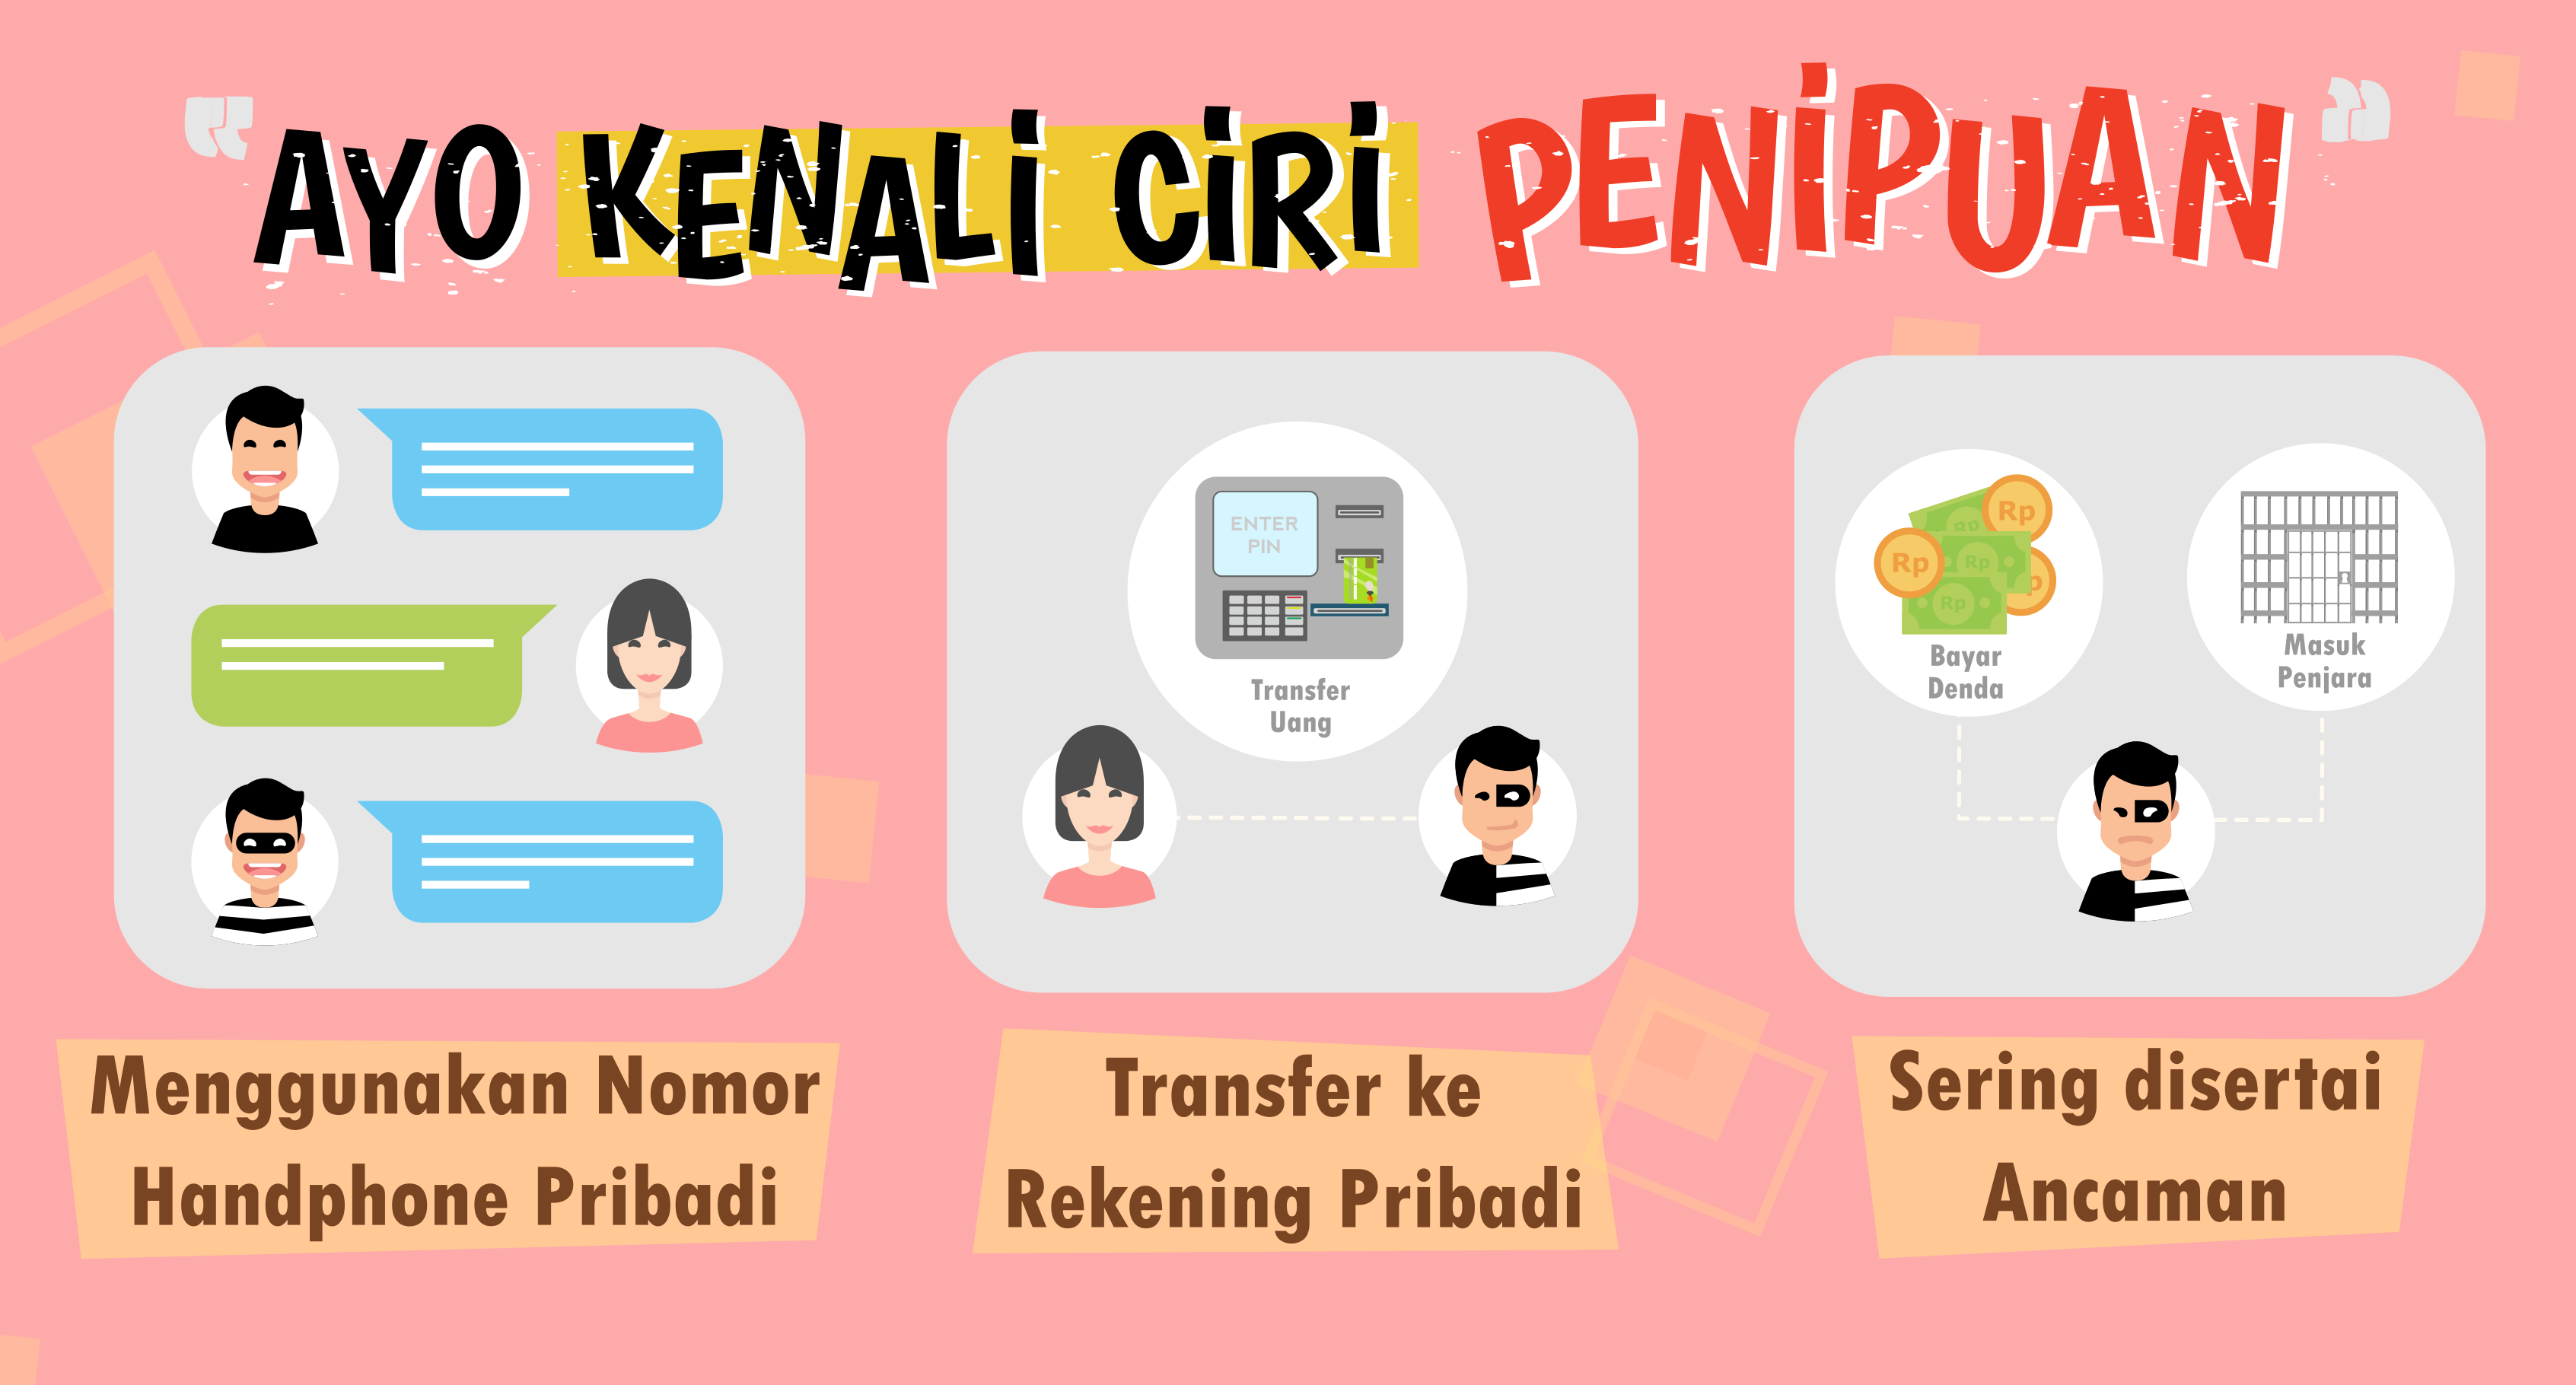 "AYO KENALI CIRI PENIPUAN"
ENTER
PIN
Transfer
Uang
Rp
Rp
Rp
Rp
Rp
Bayar
Denda
Masuk
Penjara
Menggunakan Nomor
Handphone Pribadi
Transfer ke
Rekening Pribadi
Sering disertai
Ancaman